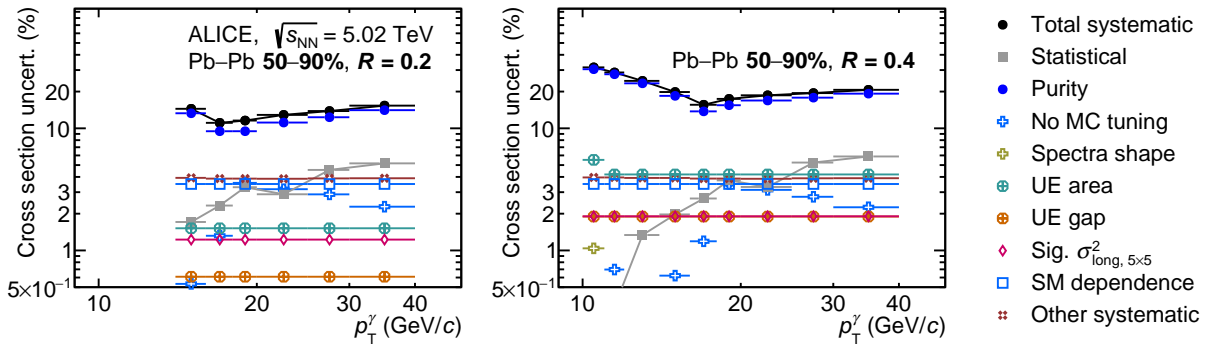 Cross section uncert. (%)
ALICE, √sNN = 5.02 TeV
Pb–Pb 50–90%, R = 0.2
20
10
3
2
1
5×10⁻¹
10
20
30
40
pTγ (GeV/c)
Cross section uncert. (%)
Pb–Pb 50–90%, R = 0.4
20
10
3
2
1
5×10⁻¹
10
20
30
40
pTγ (GeV/c)
Total systematic
Statistical
Purity
No MC tuning
Spectra shape
UE area
UE gap
Sig. σ²long, 5×5
SM dependence
Other systematic